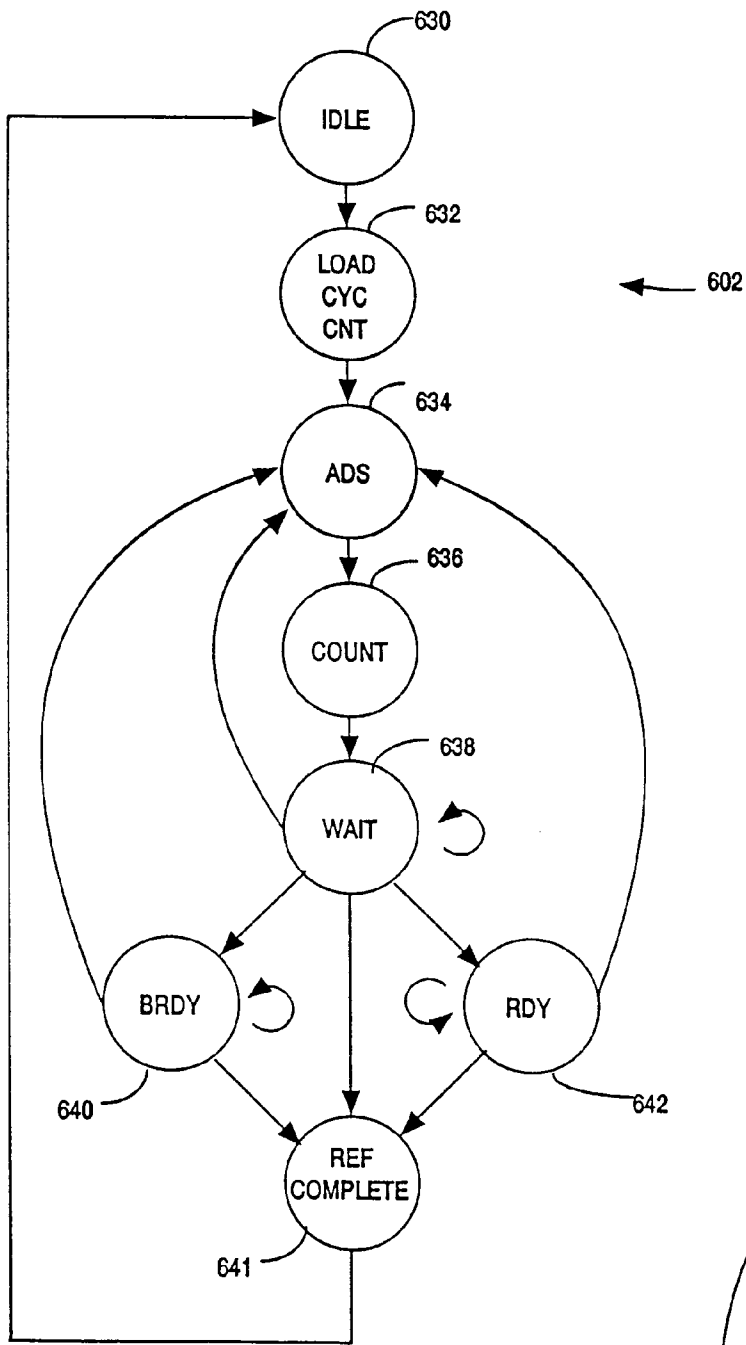 630
IDLE
632
LOAD
CYC
CNT
602
634
ADS
636
COUNT
638
WAIT
BRDY
RDY
640
642
REF
COMPLETE
641